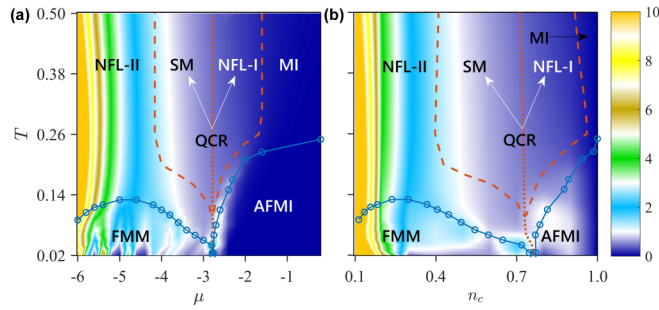 (a)
0.50
0.38
0.26
0.14
0.02
T
NFL-II
SM
NFL-I
MI
QCR
FMM
AFMI
-6
-5
-4
-3
-2
-1
μ
(b)
NFL-II
SM
NFL-I
MI
QCR
FMM
AFMI
0.1
0.4
0.7
1.0
n_c
10
8
6
4
2
0